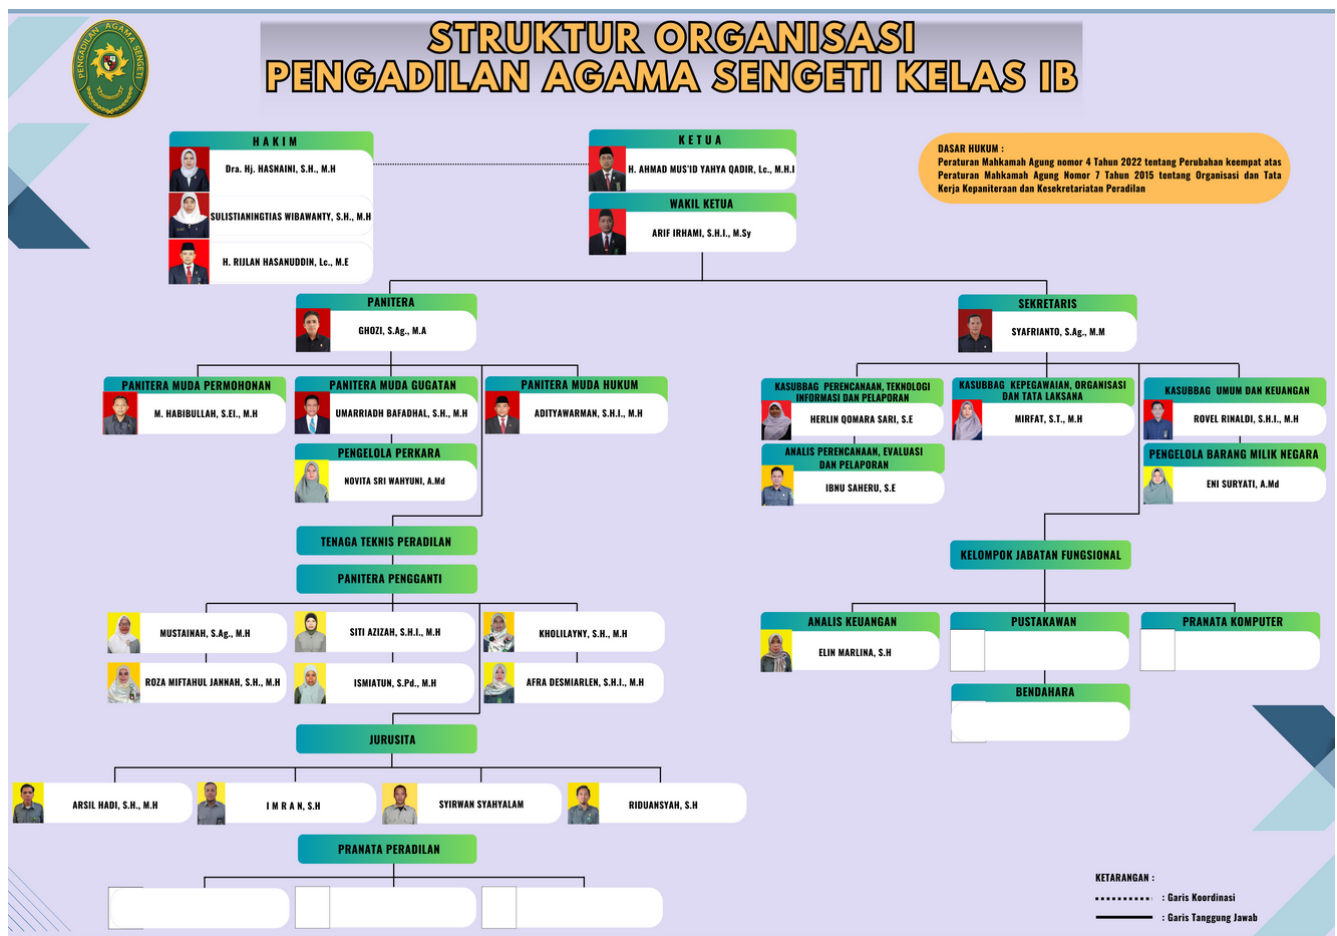 STRUKTUR ORGANISASI
PENGADILAN AGAMA SENGETI KELAS IB
PENGADILAN AGAMA SENGETI
HAKIM
Dra. Hj. HASNAINI, S.H., M.H
SULISTIANINGTIAS WIBAWANTY, S.H., M.H
H. RIJLAN HASANUDDIN, Lc., M.E
KETUA
H. AHMAD MUS'ID YAHYA QADIR, Lc., M.H.I
WAKIL KETUA
ARIF IRHAMI, S.H.I., M.Sy
DASAR HUKUM :
Peraturan Mahkamah Agung nomor 4 Tahun 2022 tentang Perubahan keempat atas
Peraturan Mahkamah Agung Nomor 7 Tahun 2015 tentang Organisasi dan Tata
Kerja Kepaniteraan dan Kesekretariatan Peradilan
PANITERA
GHOZI, S.Ag., M.A
SEKRETARIS
SYAFRIANTO, S.Ag., M.M
PANITERA MUDA PERMOHONAN
M. HABIBULLAH, S.EI., M.H
PANITERA MUDA GUGATAN
UMARRIADH BAFADHAL, S.H., M.H
PANITERA MUDA HUKUM
ADITYAWARMAN, S.H.I., M.H
PENGELOLA PERKARA
NOVITA SRI WAHYUNI, A.Md
KASUBBAG PERENCANAAN, TEKNOLOGI
INFORMASI DAN PELAPORAN
HERLIN QOMARA SARI, S.E
KASUBBAG KEPEGAWAIAN, ORGANISASI
DAN TATA LAKSANA
MIRFAT, S.T., M.H
KASUBBAG UMUM DAN KEUANGAN
ROVEL RINALDI, S.H.I., M.H
ANALIS PERENCANAAN, EVALUASI
DAN PELAPORAN
IBNU SAHERU, S.E
PENGELOLA BARANG MILIK NEGARA
ENI SURYATI, A.Md
TENAGA TEKNIS PERADILAN
PANITERA PENGGANTI
MUSTAINAH, S.Ag., M.H
SITI AZIZAH, S.H.I., M.H
KHOLILAYNY, S.H., M.H
ROZA MIFTAHUL JANNAH, S.H., M.H
ISMIATUN, S.Pd., M.H
AFRA DESMIARLEN, S.H.I., M.H
KELOMPOK JABATAN FUNGSIONAL
ANALIS KEUANGAN
ELIN MARLINA, S.H
PUSTAKAWAN
PRANATA KOMPUTER
BENDAHARA
JURUSITA
ARSIL HADI, S.H., M.H
I M R A N, S.H
SYIRWAN SYAHYALAM
RIDUANSYAH, S.H
PRANATA PERADILAN
KETARANGAN :
: Garis Koordinasi
: Garis Tanggung Jawab